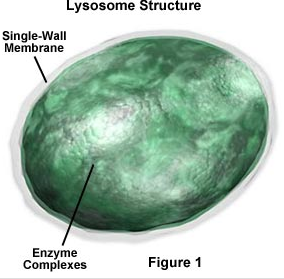 Lysosome Structure
Single-Wall
Membrane
Enzyme
Complexes
Figure 1